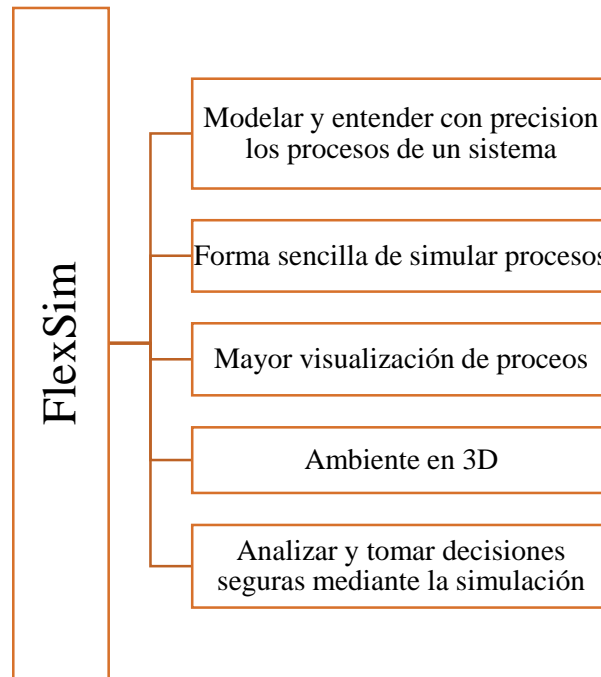 FlexSim
Modelar y entender con precision
los procesos de un sistema
Forma sencilla de simular procesos
Mayor visualización de proceos
Ambiente en 3D
Analizar y tomar decisiones
seguras mediante la simulación